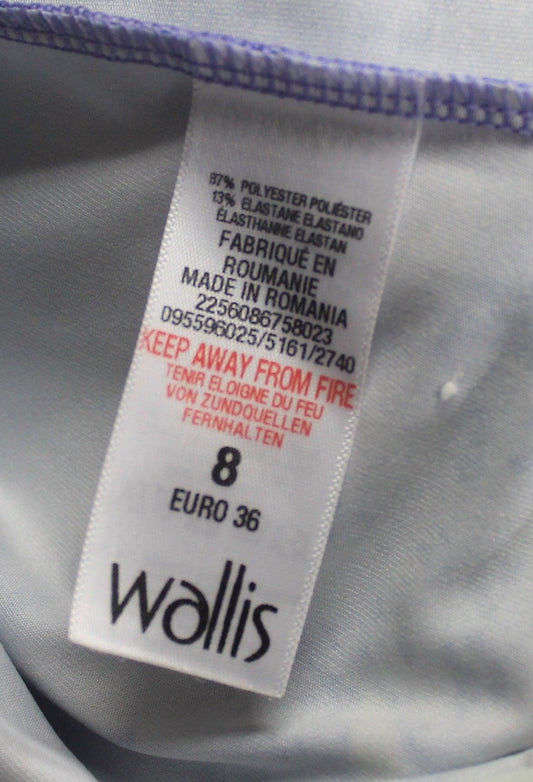 87% POLYESTER POLIÉSTER
13% ELASTANE ELASTANO
ÉLASTHANNE ELASTAN
FABRIQUÉ EN
ROUMANIE
MADE IN ROMANIA
2256086758023
095596025/5161/2740
KEEP AWAY FROM FIRE
TENIR ELOIGNE DU FEU
VON ZUNDQUELLEN
FERNHALTEN
8
EURO 36
wallis